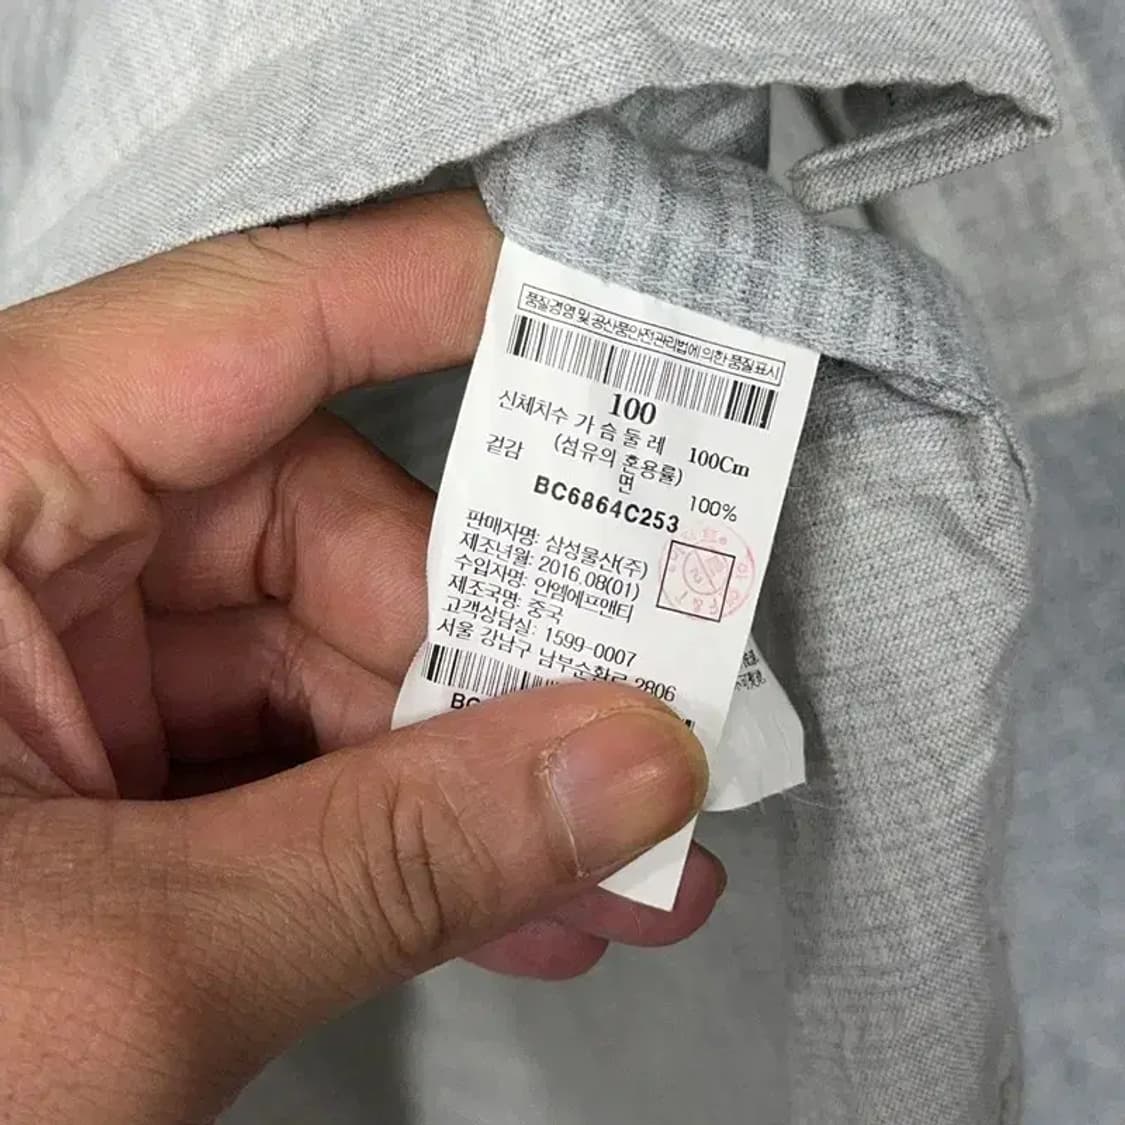 품질경영 및 공산품안전관리법에 의한 품질표시
100
신체치수 가슴둘레 100Cm
겉감 (섬유의 혼용률)
면 100%
BC6864C253
판매자명: 삼성물산(주)
제조년월: 2016.08(01)
수입자명: 안엠에프앤티
제조국명: 중국
고객상담실: 1599-0007
서울 강남구 남부순환로 2806